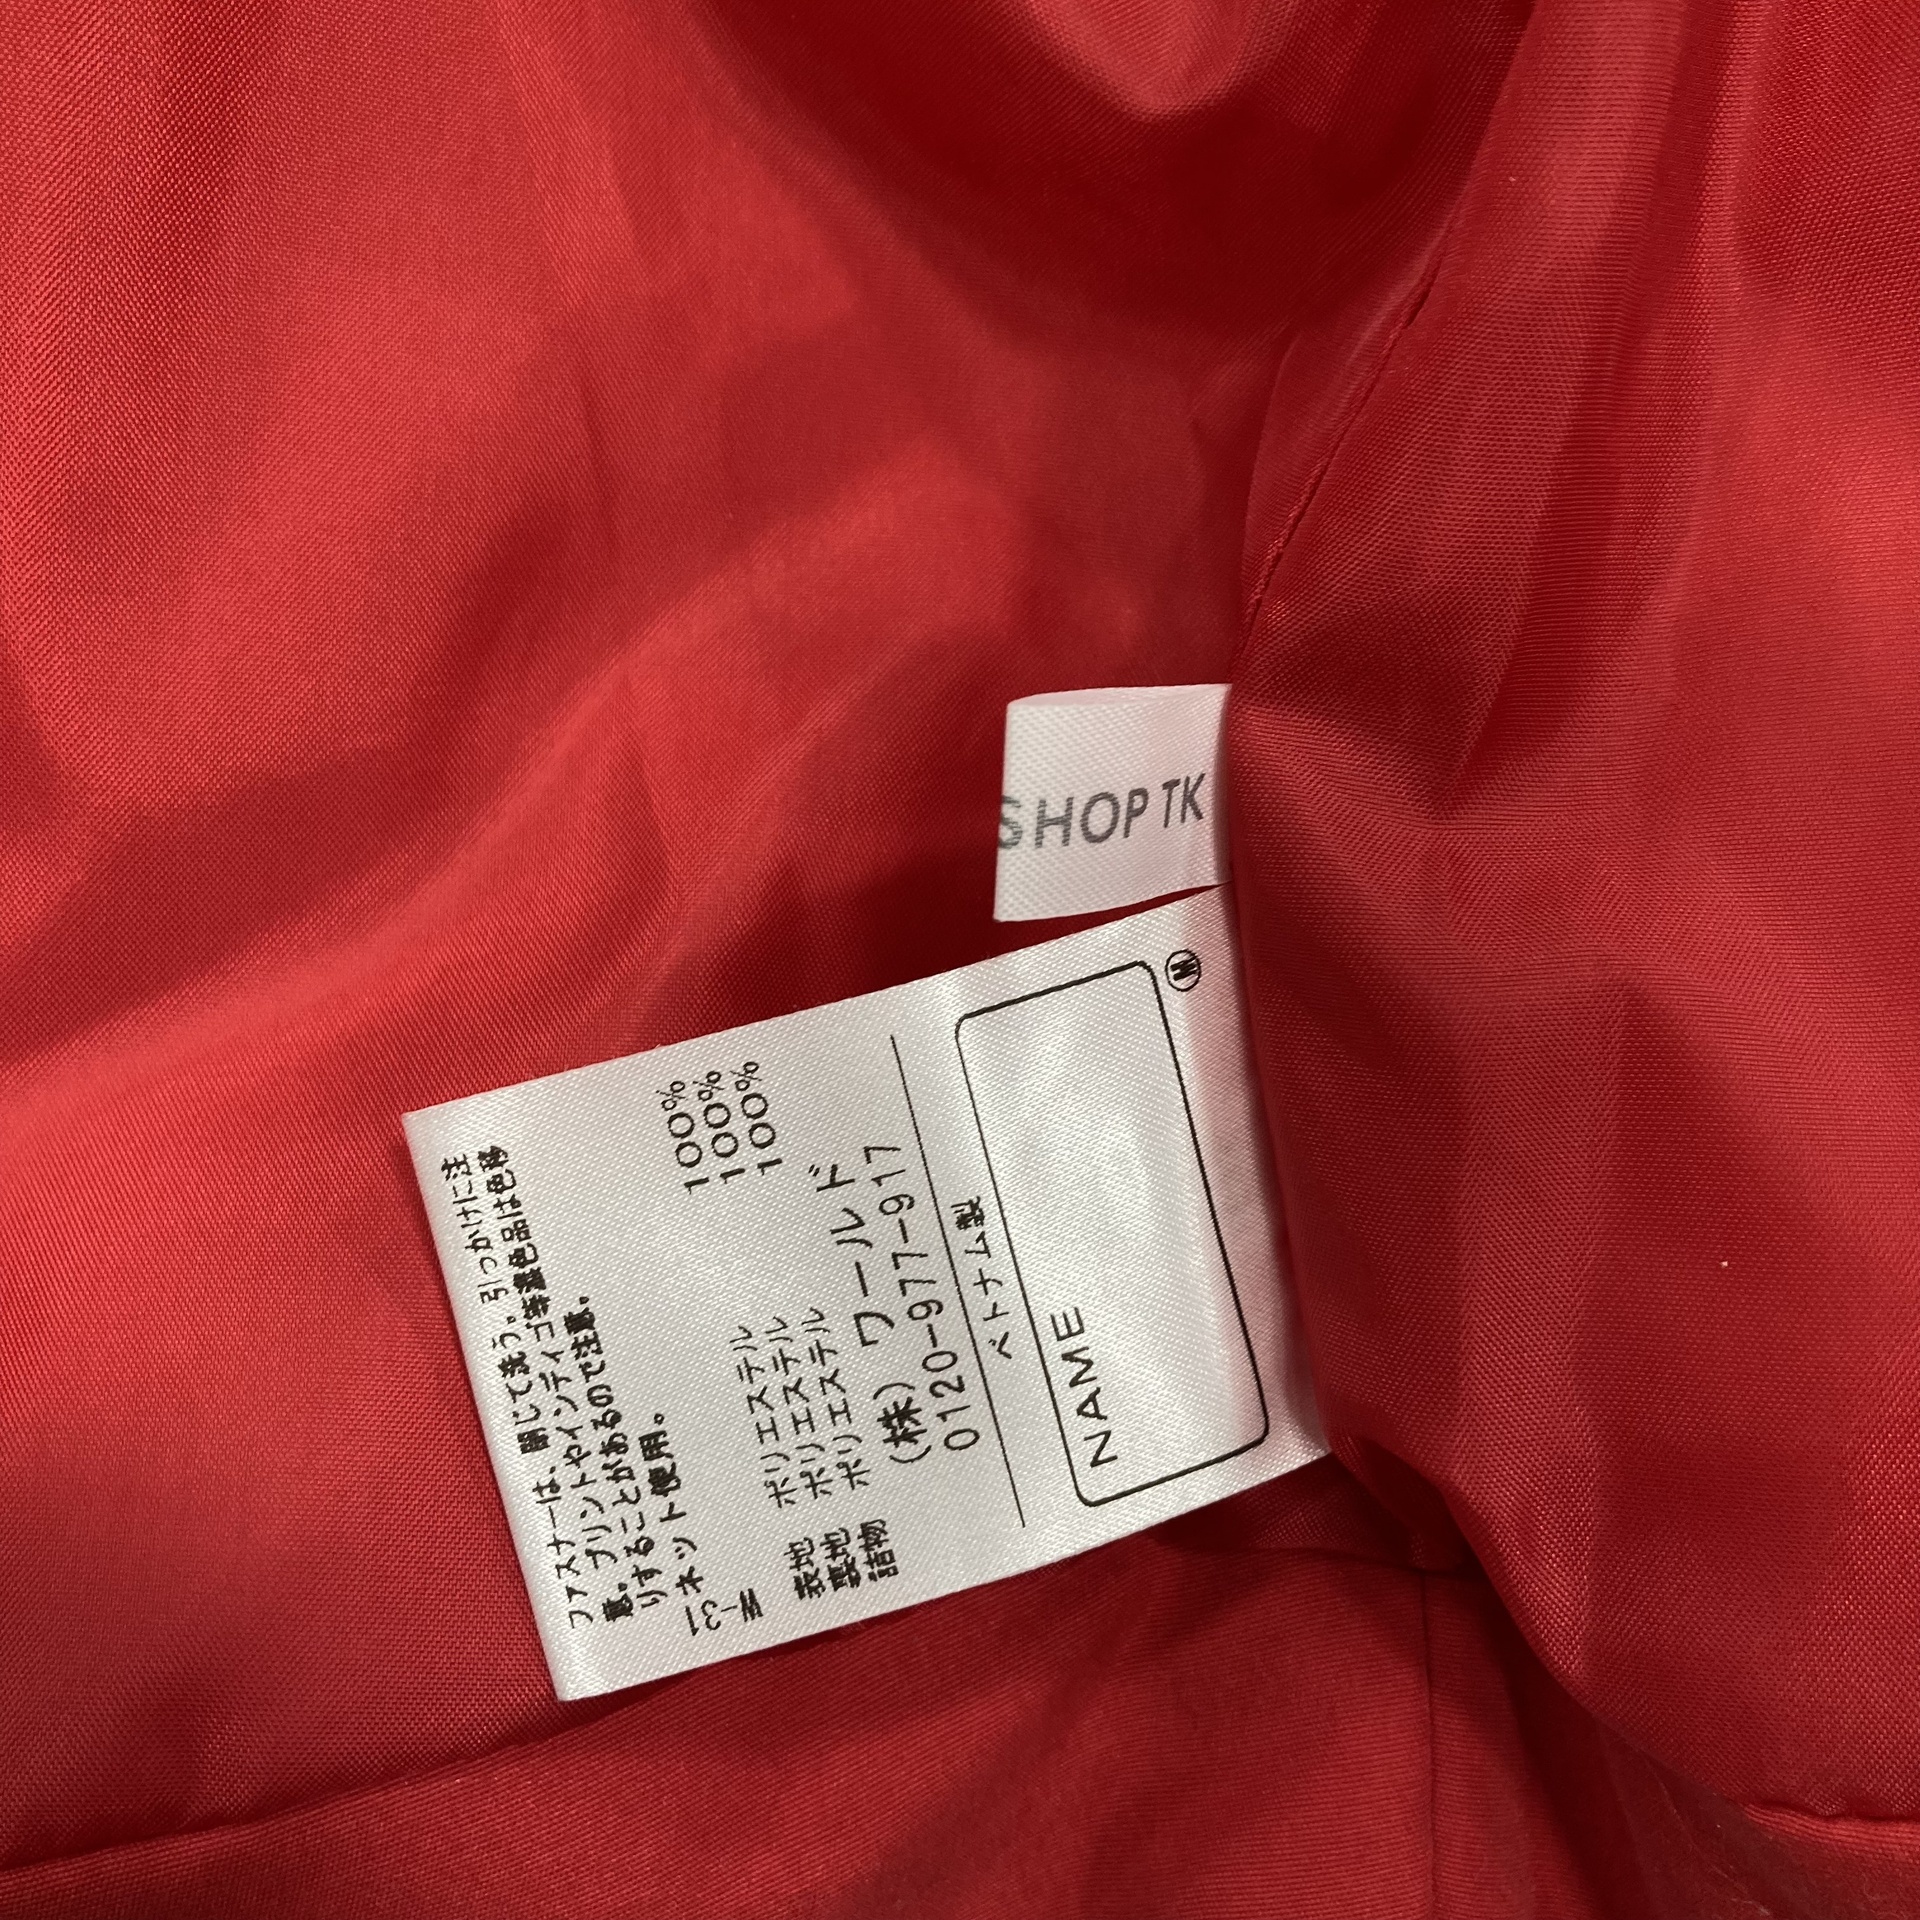 SHOP TK
ファスナーは、閉じて洗う。引っかけに注
意。プリントやインディゴ等濃色品は色移
りすることがあるので注意。
ネット使用。
表地 ポリエステル 100%
裏地 ポリエステル 100%
詰物 ポリエステル 100%
(株) ワールド
0120-977-917
ベトナム製
NAME
M